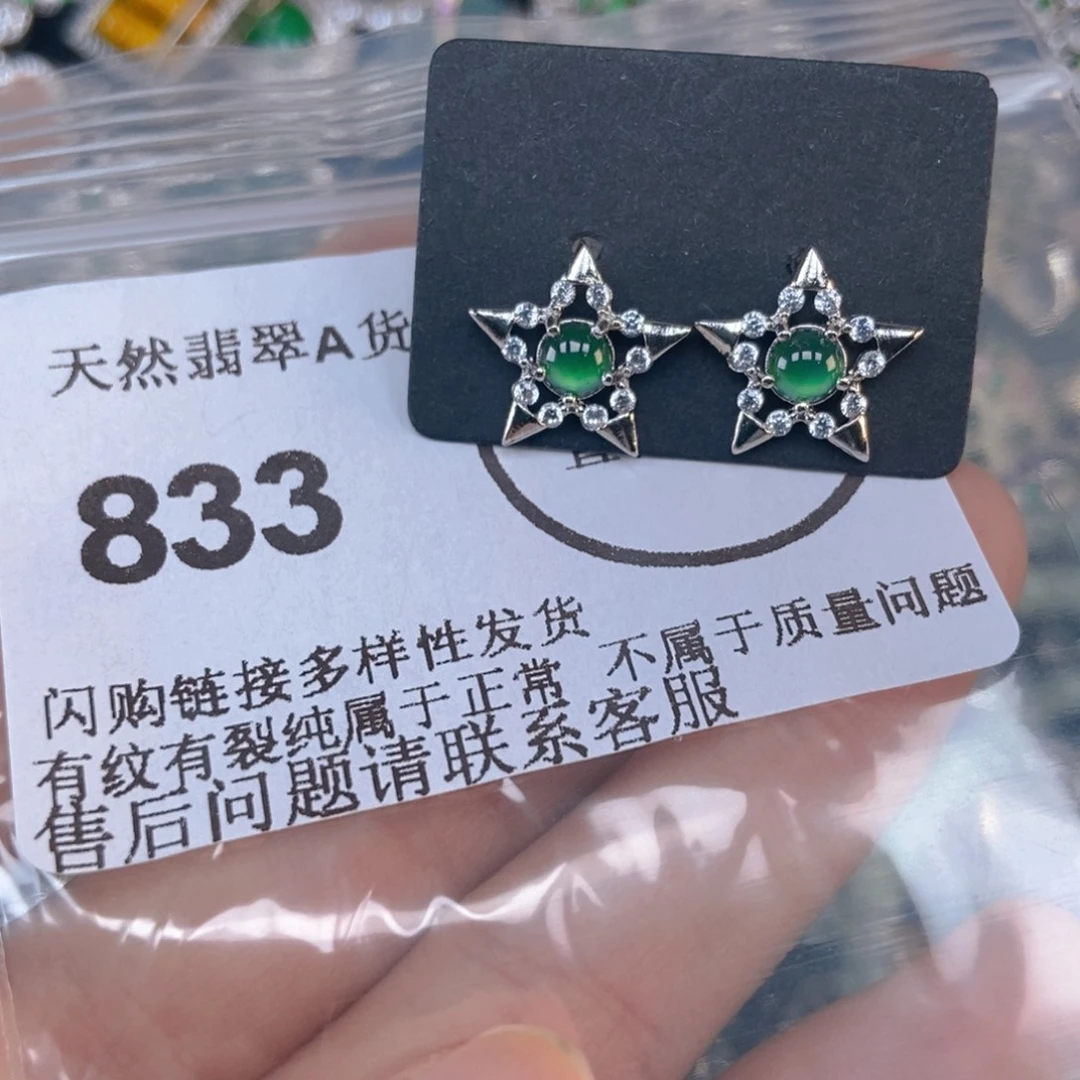 天然翡翠A货
833
闪购链接多样性发货
有纹有裂纯属于正常 不属于质量问题
售后问题请联系客服